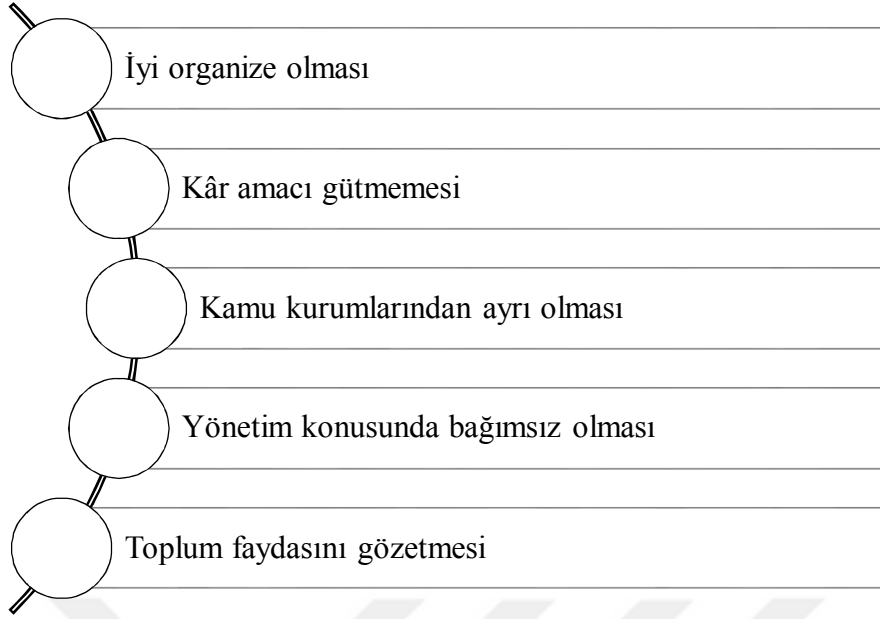 İyi organize olması
Kâr amacı gütmemesi
Kamu kurumlarından ayrı olması
Yönetim konusunda bağımsız olması
Toplum faydasını gözetmesi